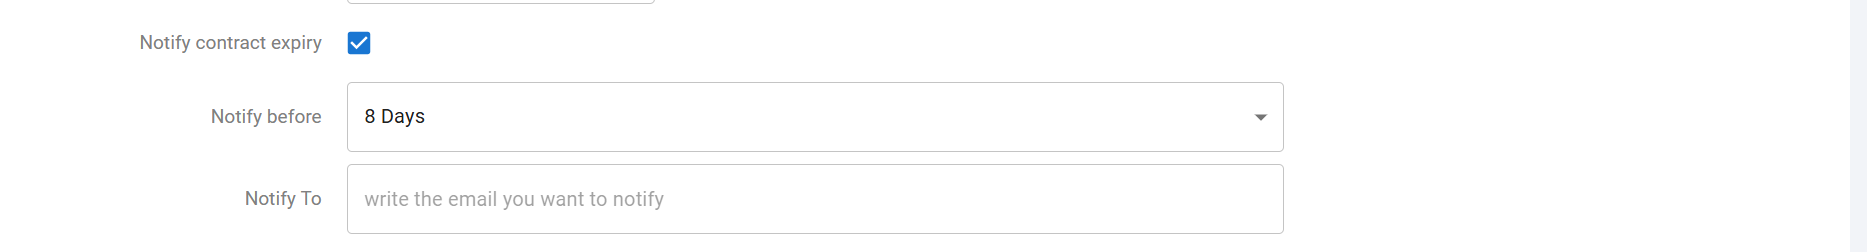 Notify contract expiry
Notify before 8 Days
Notify To write the email you want to notify